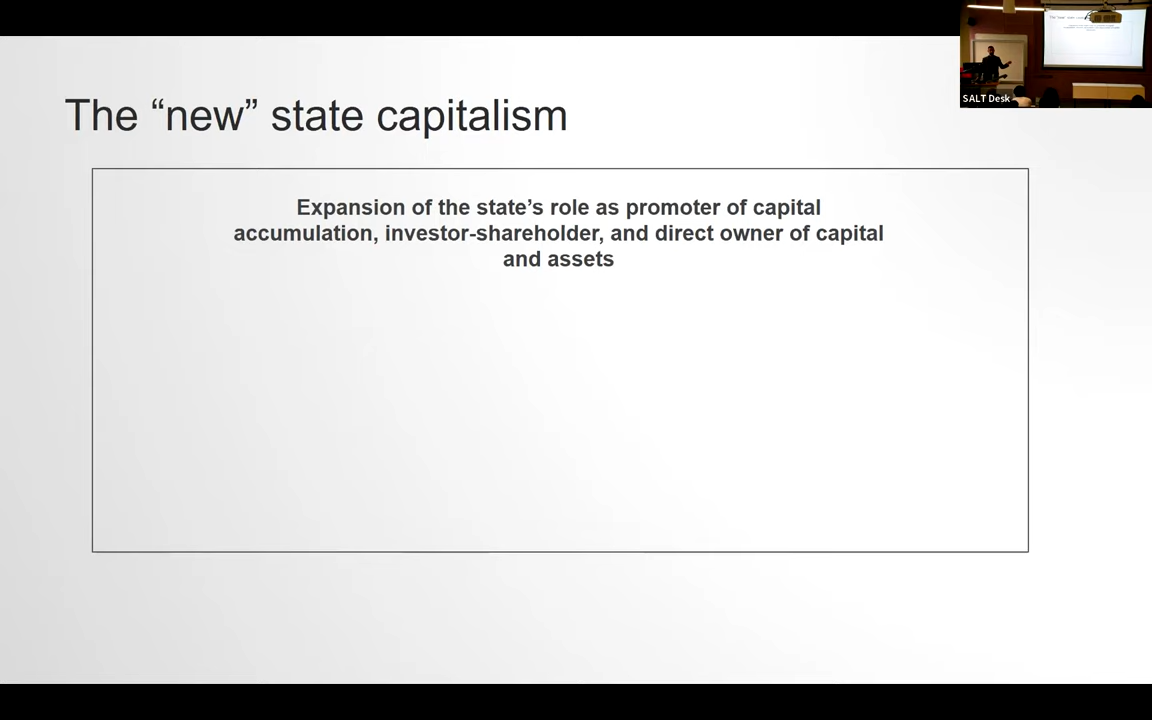 The “new” state capitalism
Expansion of the state’s role as promoter of capital
accumulation, investor-shareholder, and direct owner of capital
and assets
SALT Desk